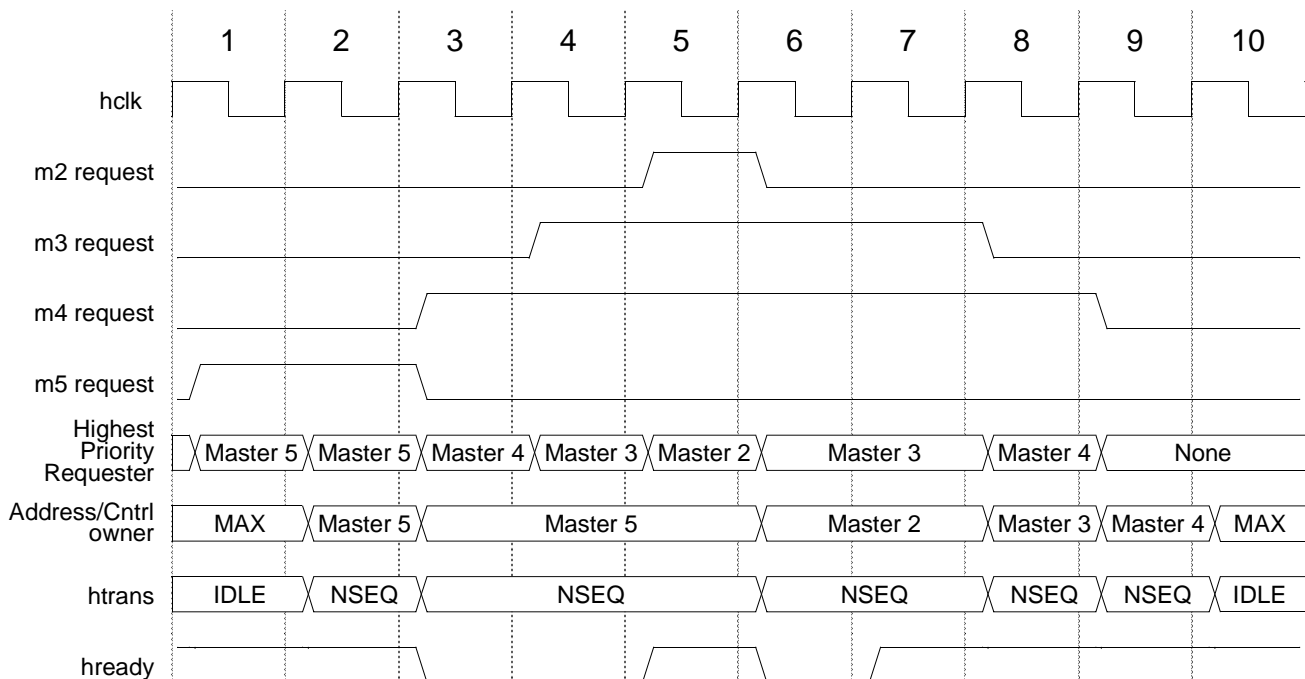 1 2 3 4 5 6 7 8 9 10
hclk
m2 request
m3 request
m4 request
m5 request
Highest
Priority
Requester
Master 5 Master 5 Master 4 Master 3 Master 2 Master 3 Master 4 None
Address/Cntrl
owner
MAX Master 5 Master 5 Master 2 Master 3 Master 4 MAX
htrans IDLE NSEQ NSEQ NSEQ NSEQ NSEQ IDLE
hready